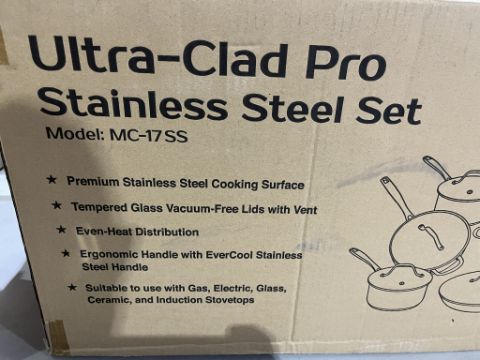 Ultra-Clad Pro
Stainless Steel Set
Model: MC-17SS
★ Premium Stainless Steel Cooking Surface
★ Tempered Glass Vacuum-Free Lids with Vent
★ Even-Heat Distribution
★ Ergonomic Handle with EverCool Stainless
Steel Handle
★ Suitable to use with Gas, Electric, Glass,
Ceramic, and Induction Stovetops